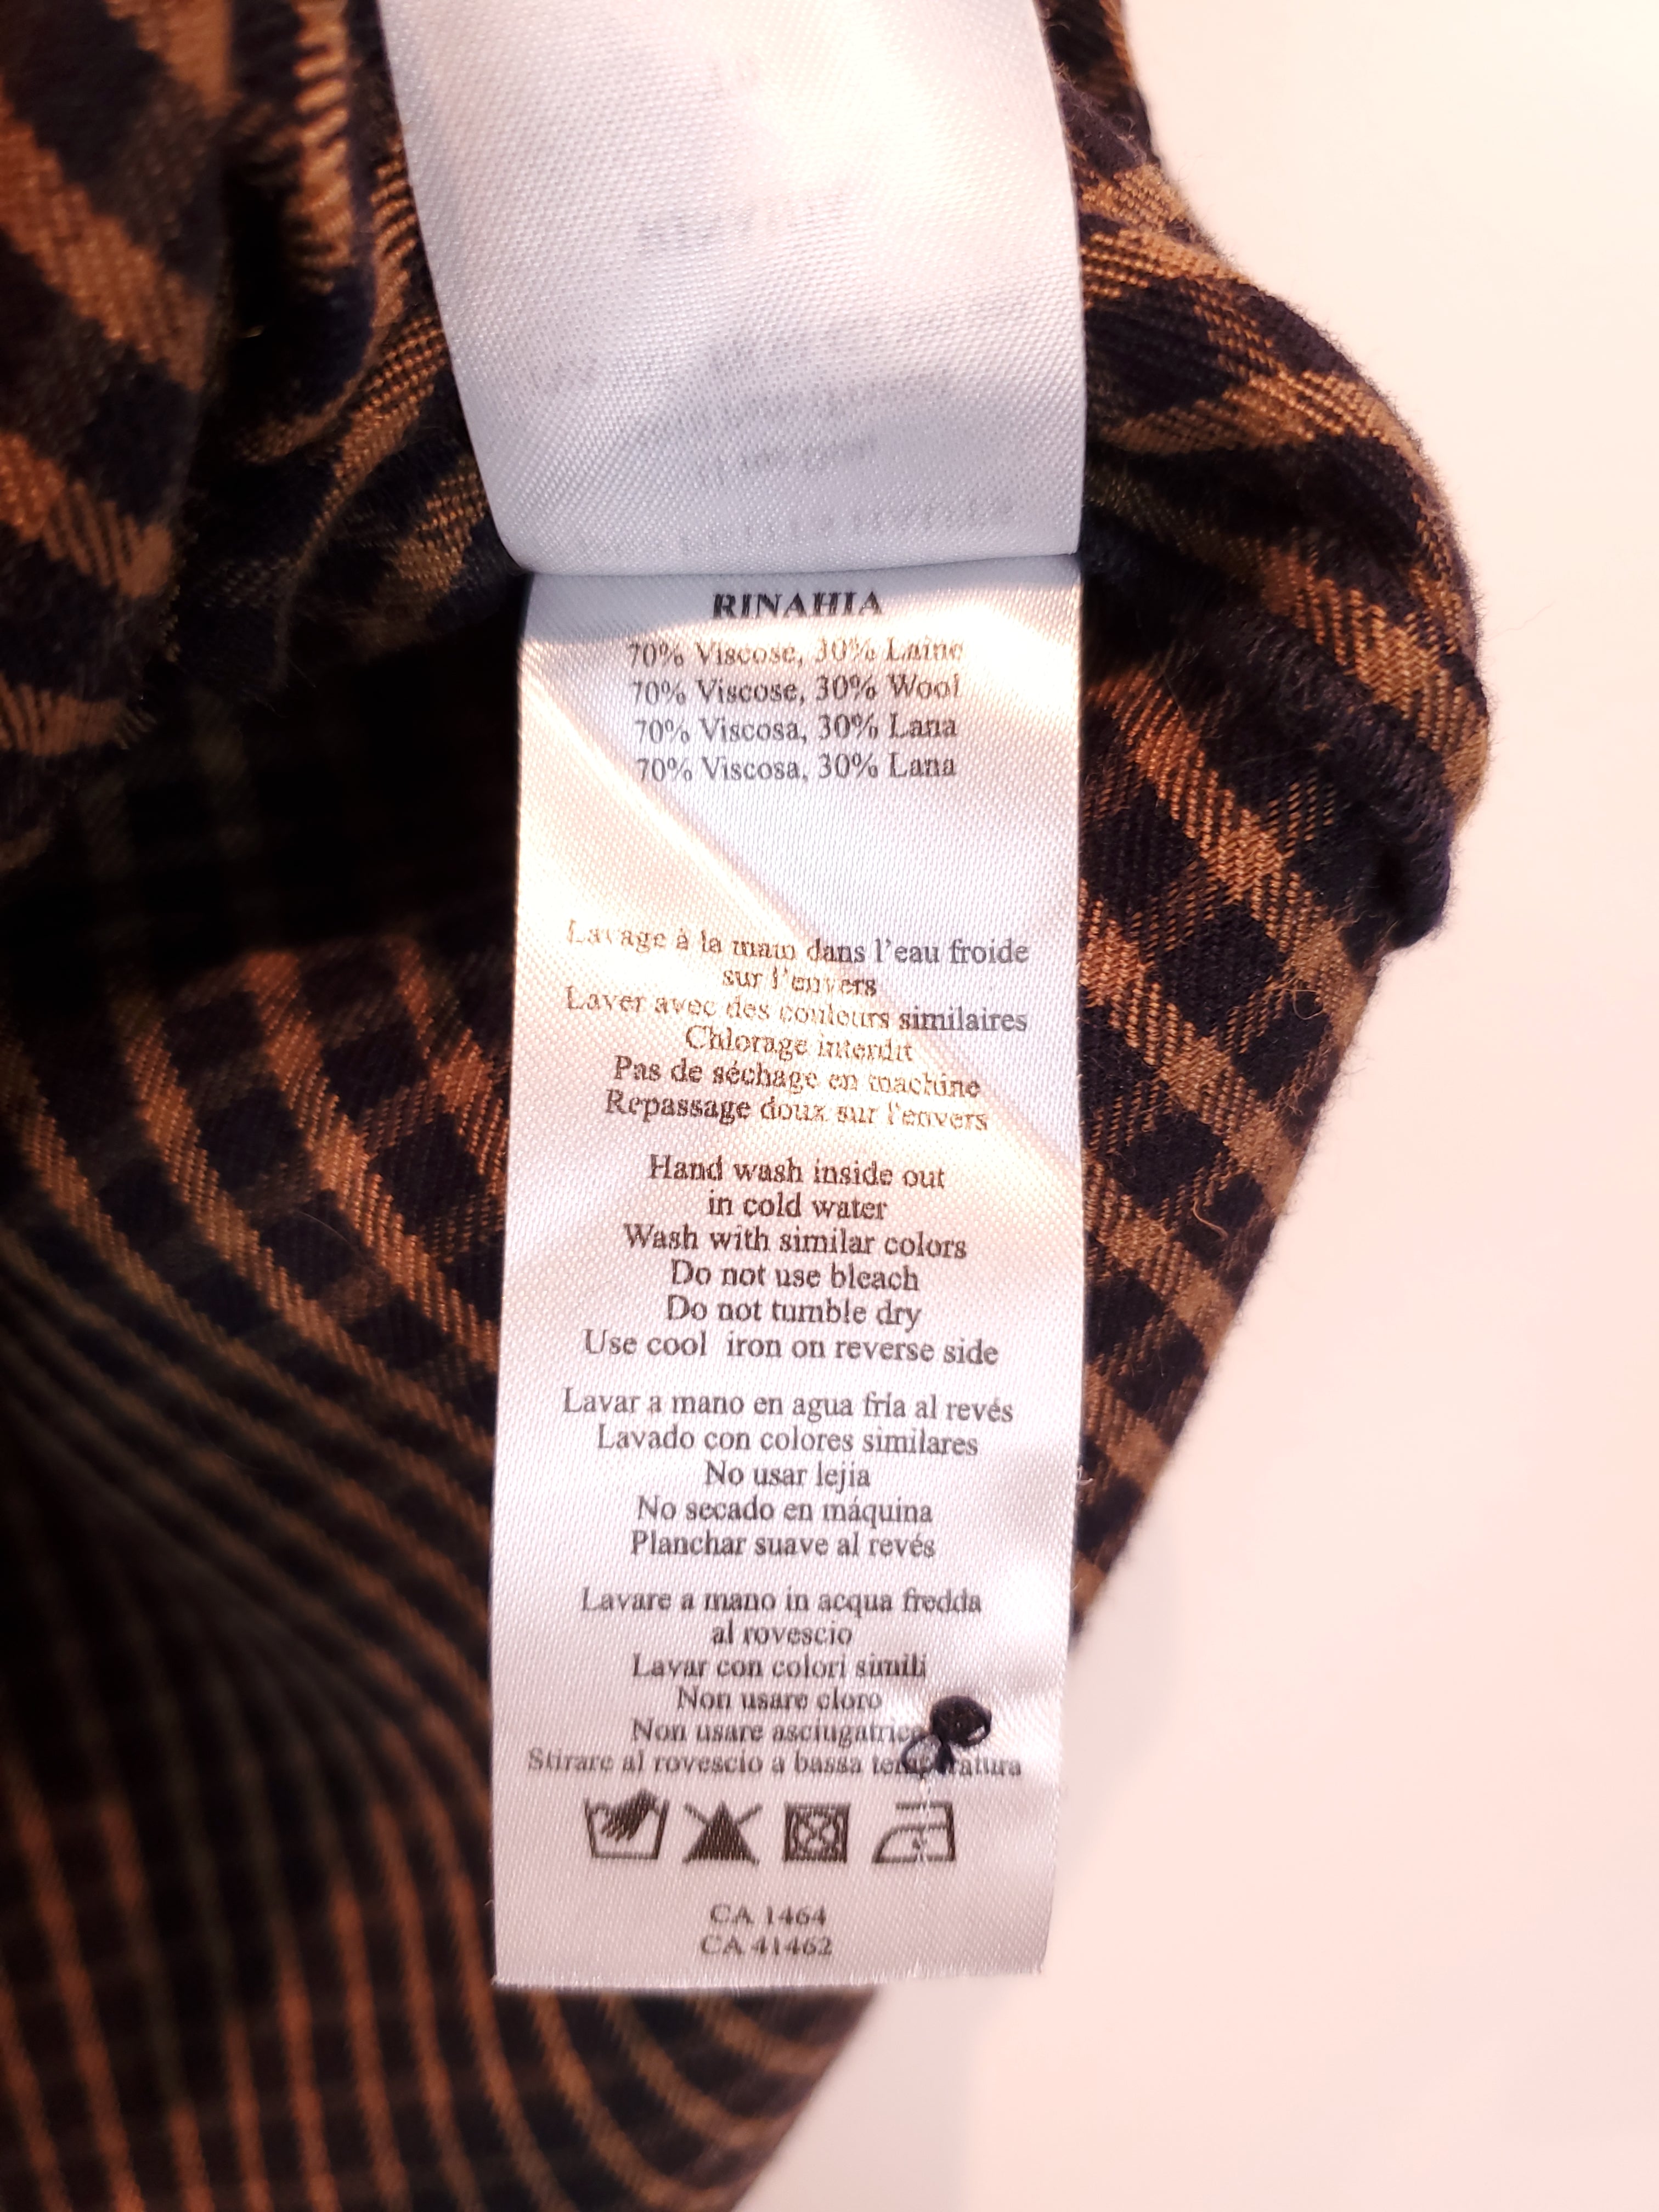 RINAHIA
70% Viscose, 30% Laine
70% Viscose, 30% Wool
70% Viscosa, 30% Lana
70% Viscosa, 30% Lana
Lavage à la main dans l'eau froide
sur l'envers
Laver avec des couleurs similaires
Chlorage interdit
Pas de séchage en machine
Repassage doux sur l'envers
Hand wash inside out
in cold water
Wash with similar colors
Do not use bleach
Do not tumble dry
Use cool iron on reverse side
Lavar a mano en agua fría al revés
Lavado con colores similares
No usar lejia
No secado en máquina
Planchar suave al revés
Lavare a mano in acqua fredda
al rovescio
Lavar con colori simili
Non usare cloro
Non usare asciugatrice
Stirare al rovescio a bassa temperatura
CA 1464
CA 41462